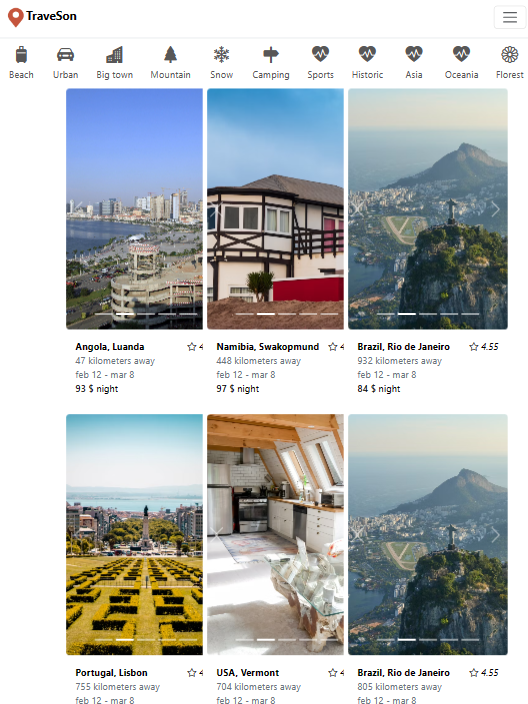 TraveSon
Beach Urban Big town Mountain Snow Camping Sports Historic Asia Oceania Florest
Angola, Luanda 4
47 kilometers away
feb 12 - mar 8
93 $ night
Namibia, Swakopmund 4
448 kilometers away
feb 12 - mar 8
97 $ night
Brazil, Rio de Janeiro 4.55
932 kilometers away
feb 12 - mar 8
84 $ night
Portugal, Lisbon 4
755 kilometers away
feb 12 - mar 8
USA, Vermont 4
704 kilometers away
feb 12 - mar 8
Brazil, Rio de Janeiro 4.55
805 kilometers away
feb 12 - mar 8